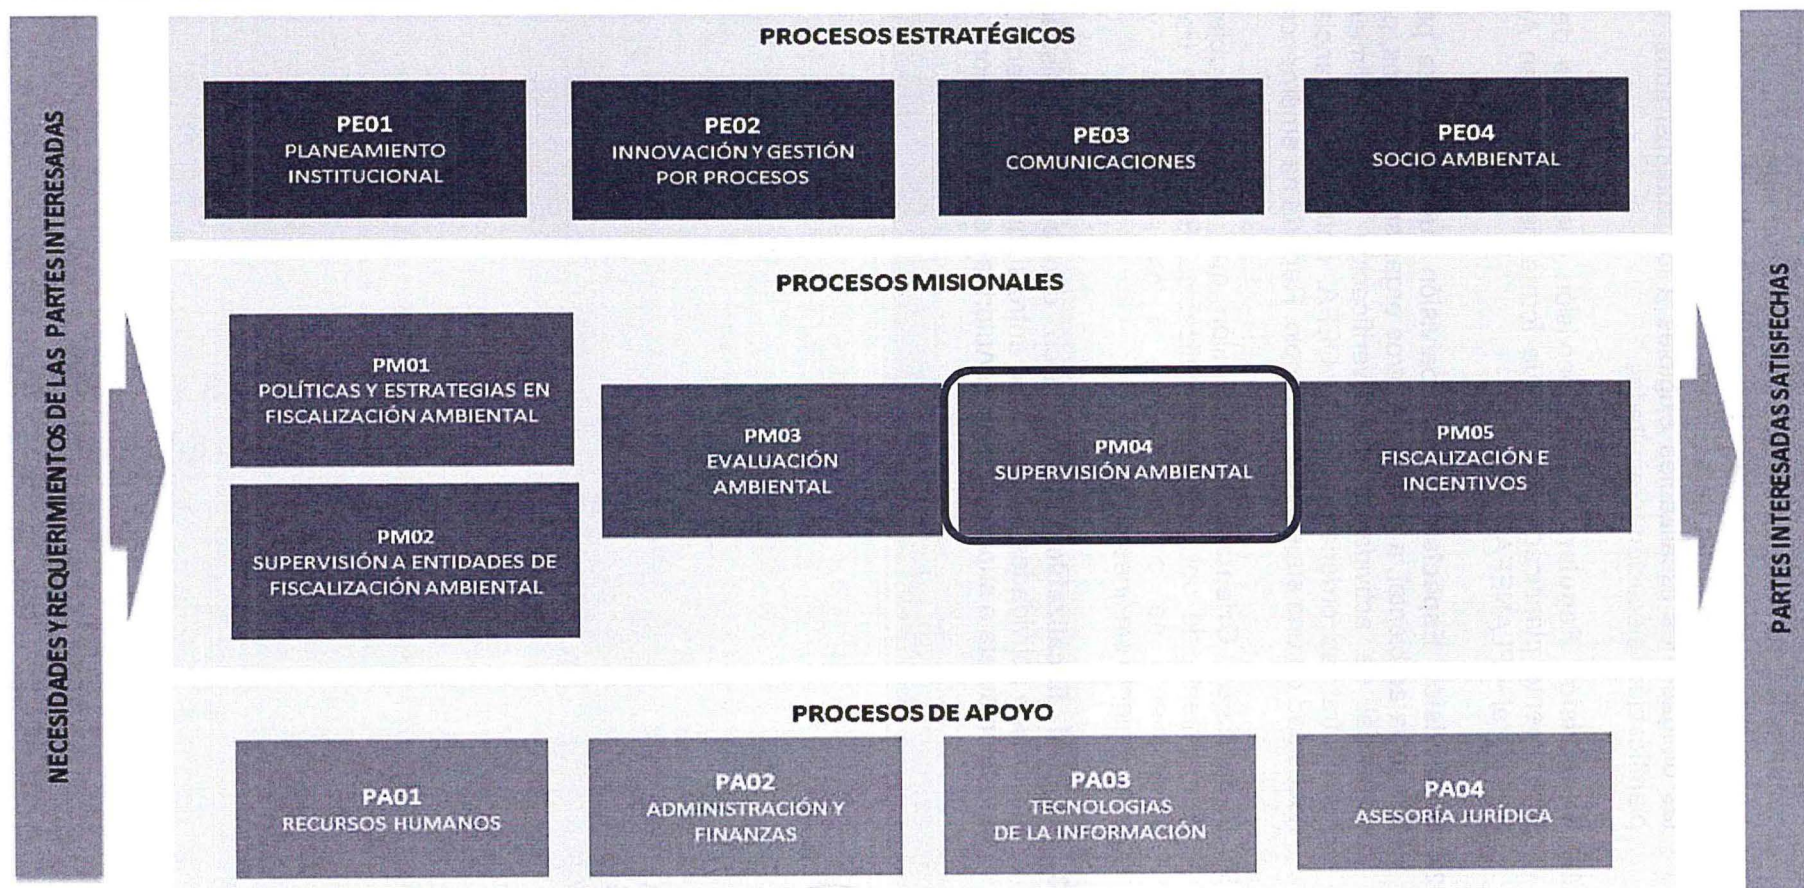 NECESIDADES Y REQUERIMIENTOS DE LAS PARTES INTERESADAS
PROCESOS ESTRATÉGICOS
PE01
PLANEAMIENTO
INSTITUCIONAL
PE02
INNOVACIÓN Y GESTIÓN
POR PROCESOS
PE03
COMUNICACIONES
PE04
SOCIO AMBIENTAL
PROCESOS MISIONALES
PM01
POLÍTICAS Y ESTRATEGIAS EN
FISCALIZACIÓN AMBIENTAL
PM02
SUPERVISIÓN A ENTIDADES DE
FISCALIZACIÓN AMBIENTAL
PM03
EVALUACIÓN
AMBIENTAL
PM04
SUPERVISIÓN AMBIENTAL
PM05
FISCALIZACIÓN E
INCENTIVOS
PROCESOS DE APOYO
PA01
RECURSOS HUMANOS
PA02
ADMINISTRACIÓN Y
FINANZAS
PA03
TECNOLOGIAS
DE LA INFORMACIÓN
PA04
ASESORÍA JURÍDICA
PARTES INTERESADAS SATISFECHAS